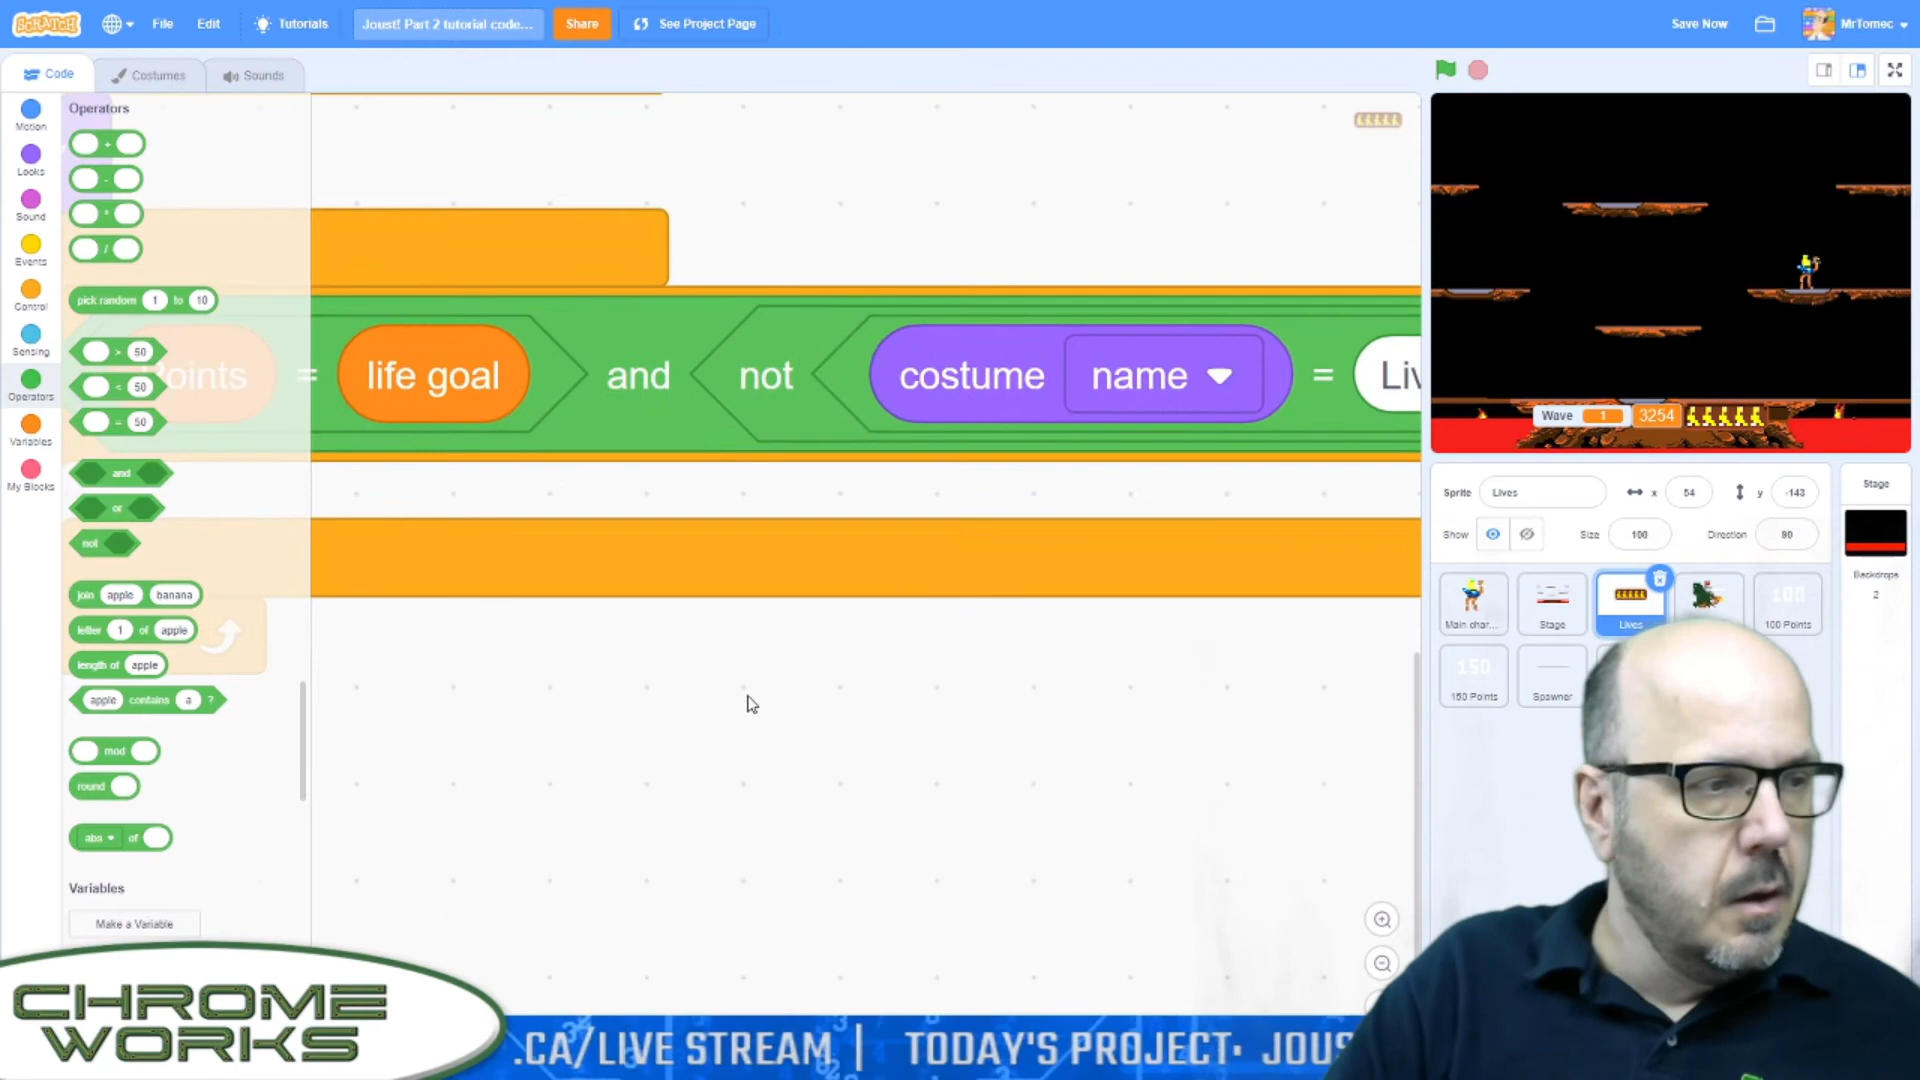 SCRATCH
File
Edit
Tutorials
Joust! Part 2 tutorial code...
Share
See Project Page
Save Now
MrTomec
Code
Costumes
Sounds
Motion
Looks
Sound
Events
Control
Sensing
Operators
Variables
My Blocks
Operators
+
-
*
/
pick random 1 to 10
> 50
< 50
= 50
and
or
not
join apple banana
letter 1 of apple
length of apple
apple contains a ?
mod
round
abs of
Variables
Make a Variable
Points = life goal and not costume name = Liv
Wave 1 3254
Sprite Lives x 54 y -143
Show Size 100 Direction 90
Main char...
Stage
Lives
100
100 Points
150
150 Points
Spawner
Stage
Backdrops
2
CHROME
WORKS
.CA/LIVE STREAM | TODAY'S PROJECT: JOUS